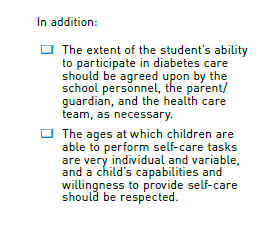 In addition:
☐ The extent of the student's ability
to participate in diabetes care
should be agreed upon by the
school personnel, the parent/
guardian, and the health care
team, as necessary.
☐ The ages at which children are
able to perform self-care tasks
are very individual and variable,
and a child's capabilities and
willingness to provide self-care
should be respected.